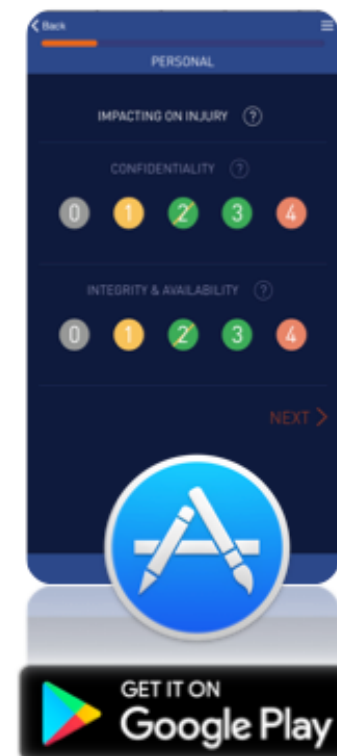 Back
PERSONAL
IMPACTING ON INJURY ?
CONFIDENTIALITY ?
0 1 2 3 4
INTEGRITY & AVAILABILITY ?
0 1 2 3 4
NEXT
GET IT ON
Google Play